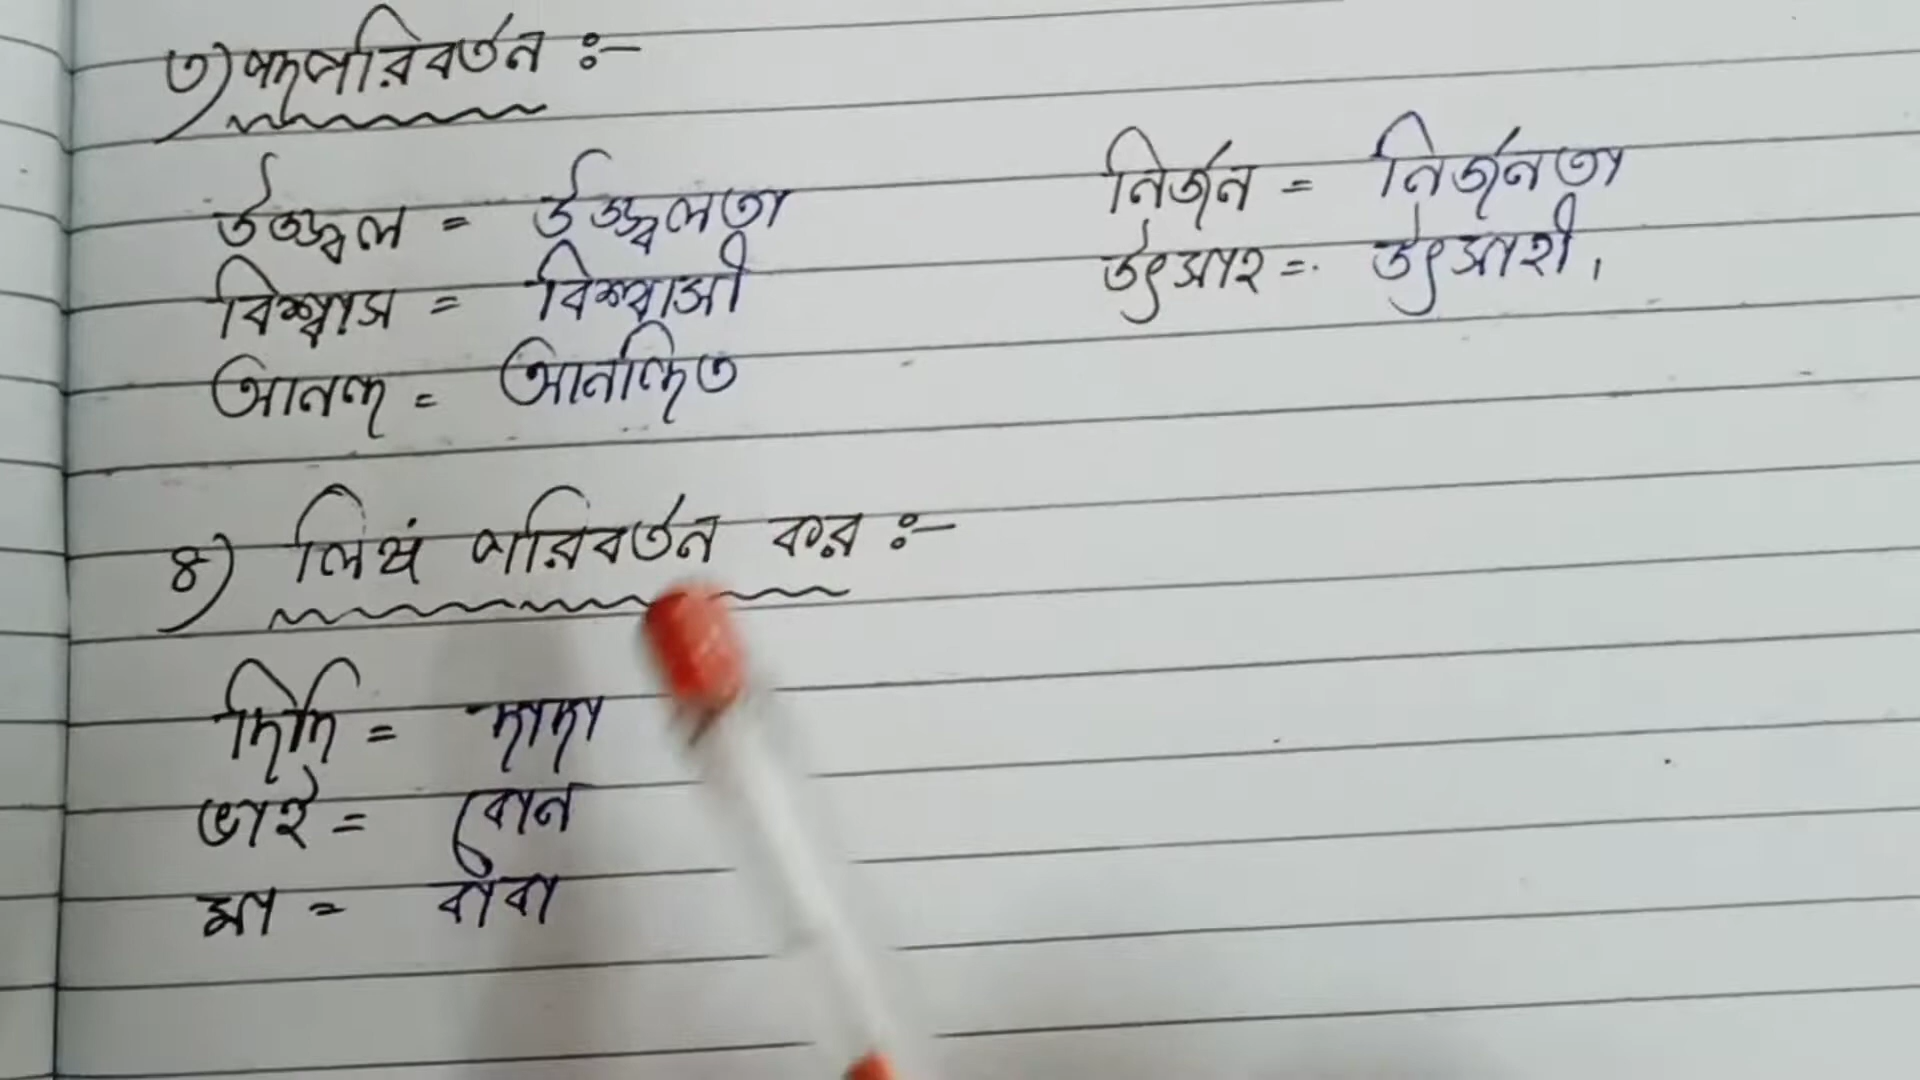 ৩) পদপরিবর্তন :-
উজ্জ্বল = উজ্জ্বলতা
বিশ্বাস = বিশ্বাসী
আনন্দ = আনন্দিত
নির্জন = নির্জনতা
উৎসাহ = উৎসাহী।
৪) লিঙ্গ পরিবর্তন কর :-
দিদি = দাদা
ভাই = বোন
মা = বাবা